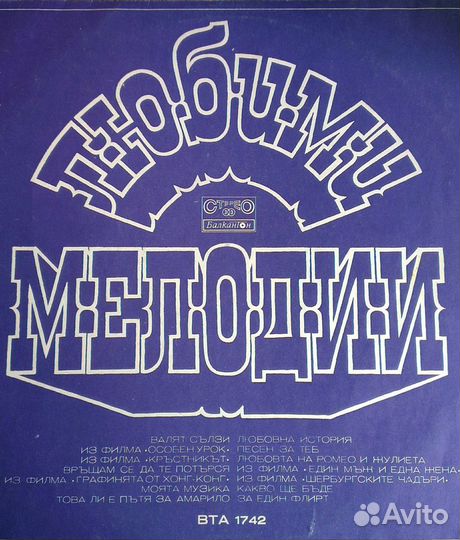 ЛЮБИМИ
СТЕРЕО
Балкантон
МЕЛОДИИ
ВАЛЯТ СЪЛЗИ ЛЮБОВНА ИСТОРИЯ
ИЗ ФИЛМА «ОСОБЕН УРОК» ПЕСЕН ЗА ТЕБ
ИЗ ФИЛМА «КРЪСТНИКЪТ» ЛЮБОВТА НА РОМЕО И ЖУЛИЕТА
ВРЪЩАМ СЕ ДА ТЕ ПОТЪРСЯ ИЗ ФИЛМА «ЕДИН МЪЖ И ЕДНА ЖЕНА»
ИЗ ФИЛМА «ГРАФИНЯТА ОТ ХОНГ-КОНГ» ИЗ ФИЛМА «ШЕРБУРГСКИТЕ ЧАДЪРИ»
МОЯТА МУЗИКА КАКВО ЩЕ БЪДЕ
ТОВА ЛИ Е ПЪТЯ ЗА АМАРИЛО ЗА ЕДИН ФЛИРТ
ВТА 1742
Avito